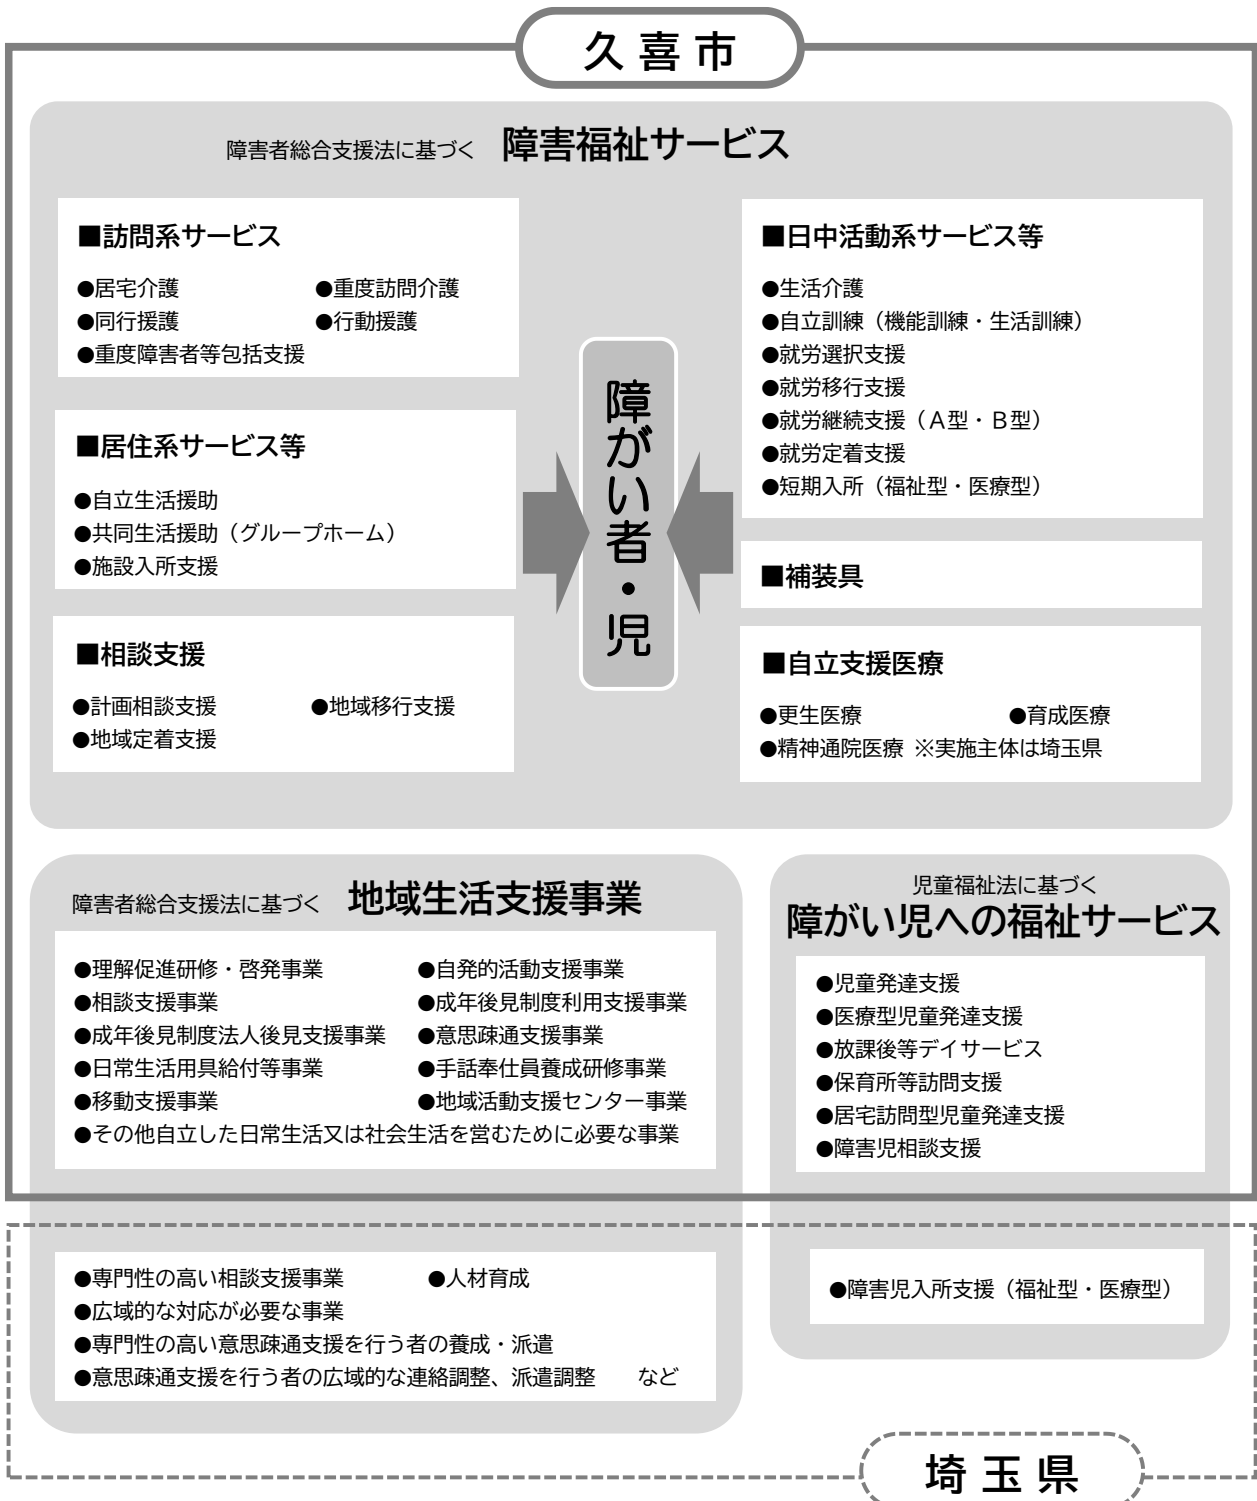 久喜市
障害者総合支援法に基づく 障害福祉サービス
■訪問系サービス
●居宅介護 ●重度訪問介護
●同行援護 ●行動援護
●重度障害者等包括支援
■居住系サービス等
●自立生活援助
●共同生活援助（グループホーム）
●施設入所支援
■相談支援
●計画相談支援 ●地域移行支援
●地域定着支援
障がい者・児
■日中活動系サービス等
●生活介護
●自立訓練（機能訓練・生活訓練）
●就労選択支援
●就労移行支援
●就労継続支援（Ａ型・Ｂ型）
●就労定着支援
●短期入所（福祉型・医療型）
■補装具
■自立支援医療
●更生医療 ●育成医療
●精神通院医療 ※実施主体は埼玉県
障害者総合支援法に基づく 地域生活支援事業
●理解促進研修・啓発事業 ●自発的活動支援事業
●相談支援事業 ●成年後見制度利用支援事業
●成年後見制度法人後見支援事業 ●意思疎通支援事業
●日常生活用具給付等事業 ●手話奉仕員養成研修事業
●移動支援事業 ●地域活動支援センター事業
●その他自立した日常生活又は社会生活を営むために必要な事業
児童福祉法に基づく
障がい児への福祉サービス
●児童発達支援
●医療型児童発達支援
●放課後等デイサービス
●保育所等訪問支援
●居宅訪問型児童発達支援
●障害児相談支援
●専門性の高い相談支援事業 ●人材育成
●広域的な対応が必要な事業
●専門性の高い意思疎通支援を行う者の養成・派遣
●意思疎通支援を行う者の広域的な連絡調整、派遣調整 など
●障害児入所支援（福祉型・医療型）
埼玉県